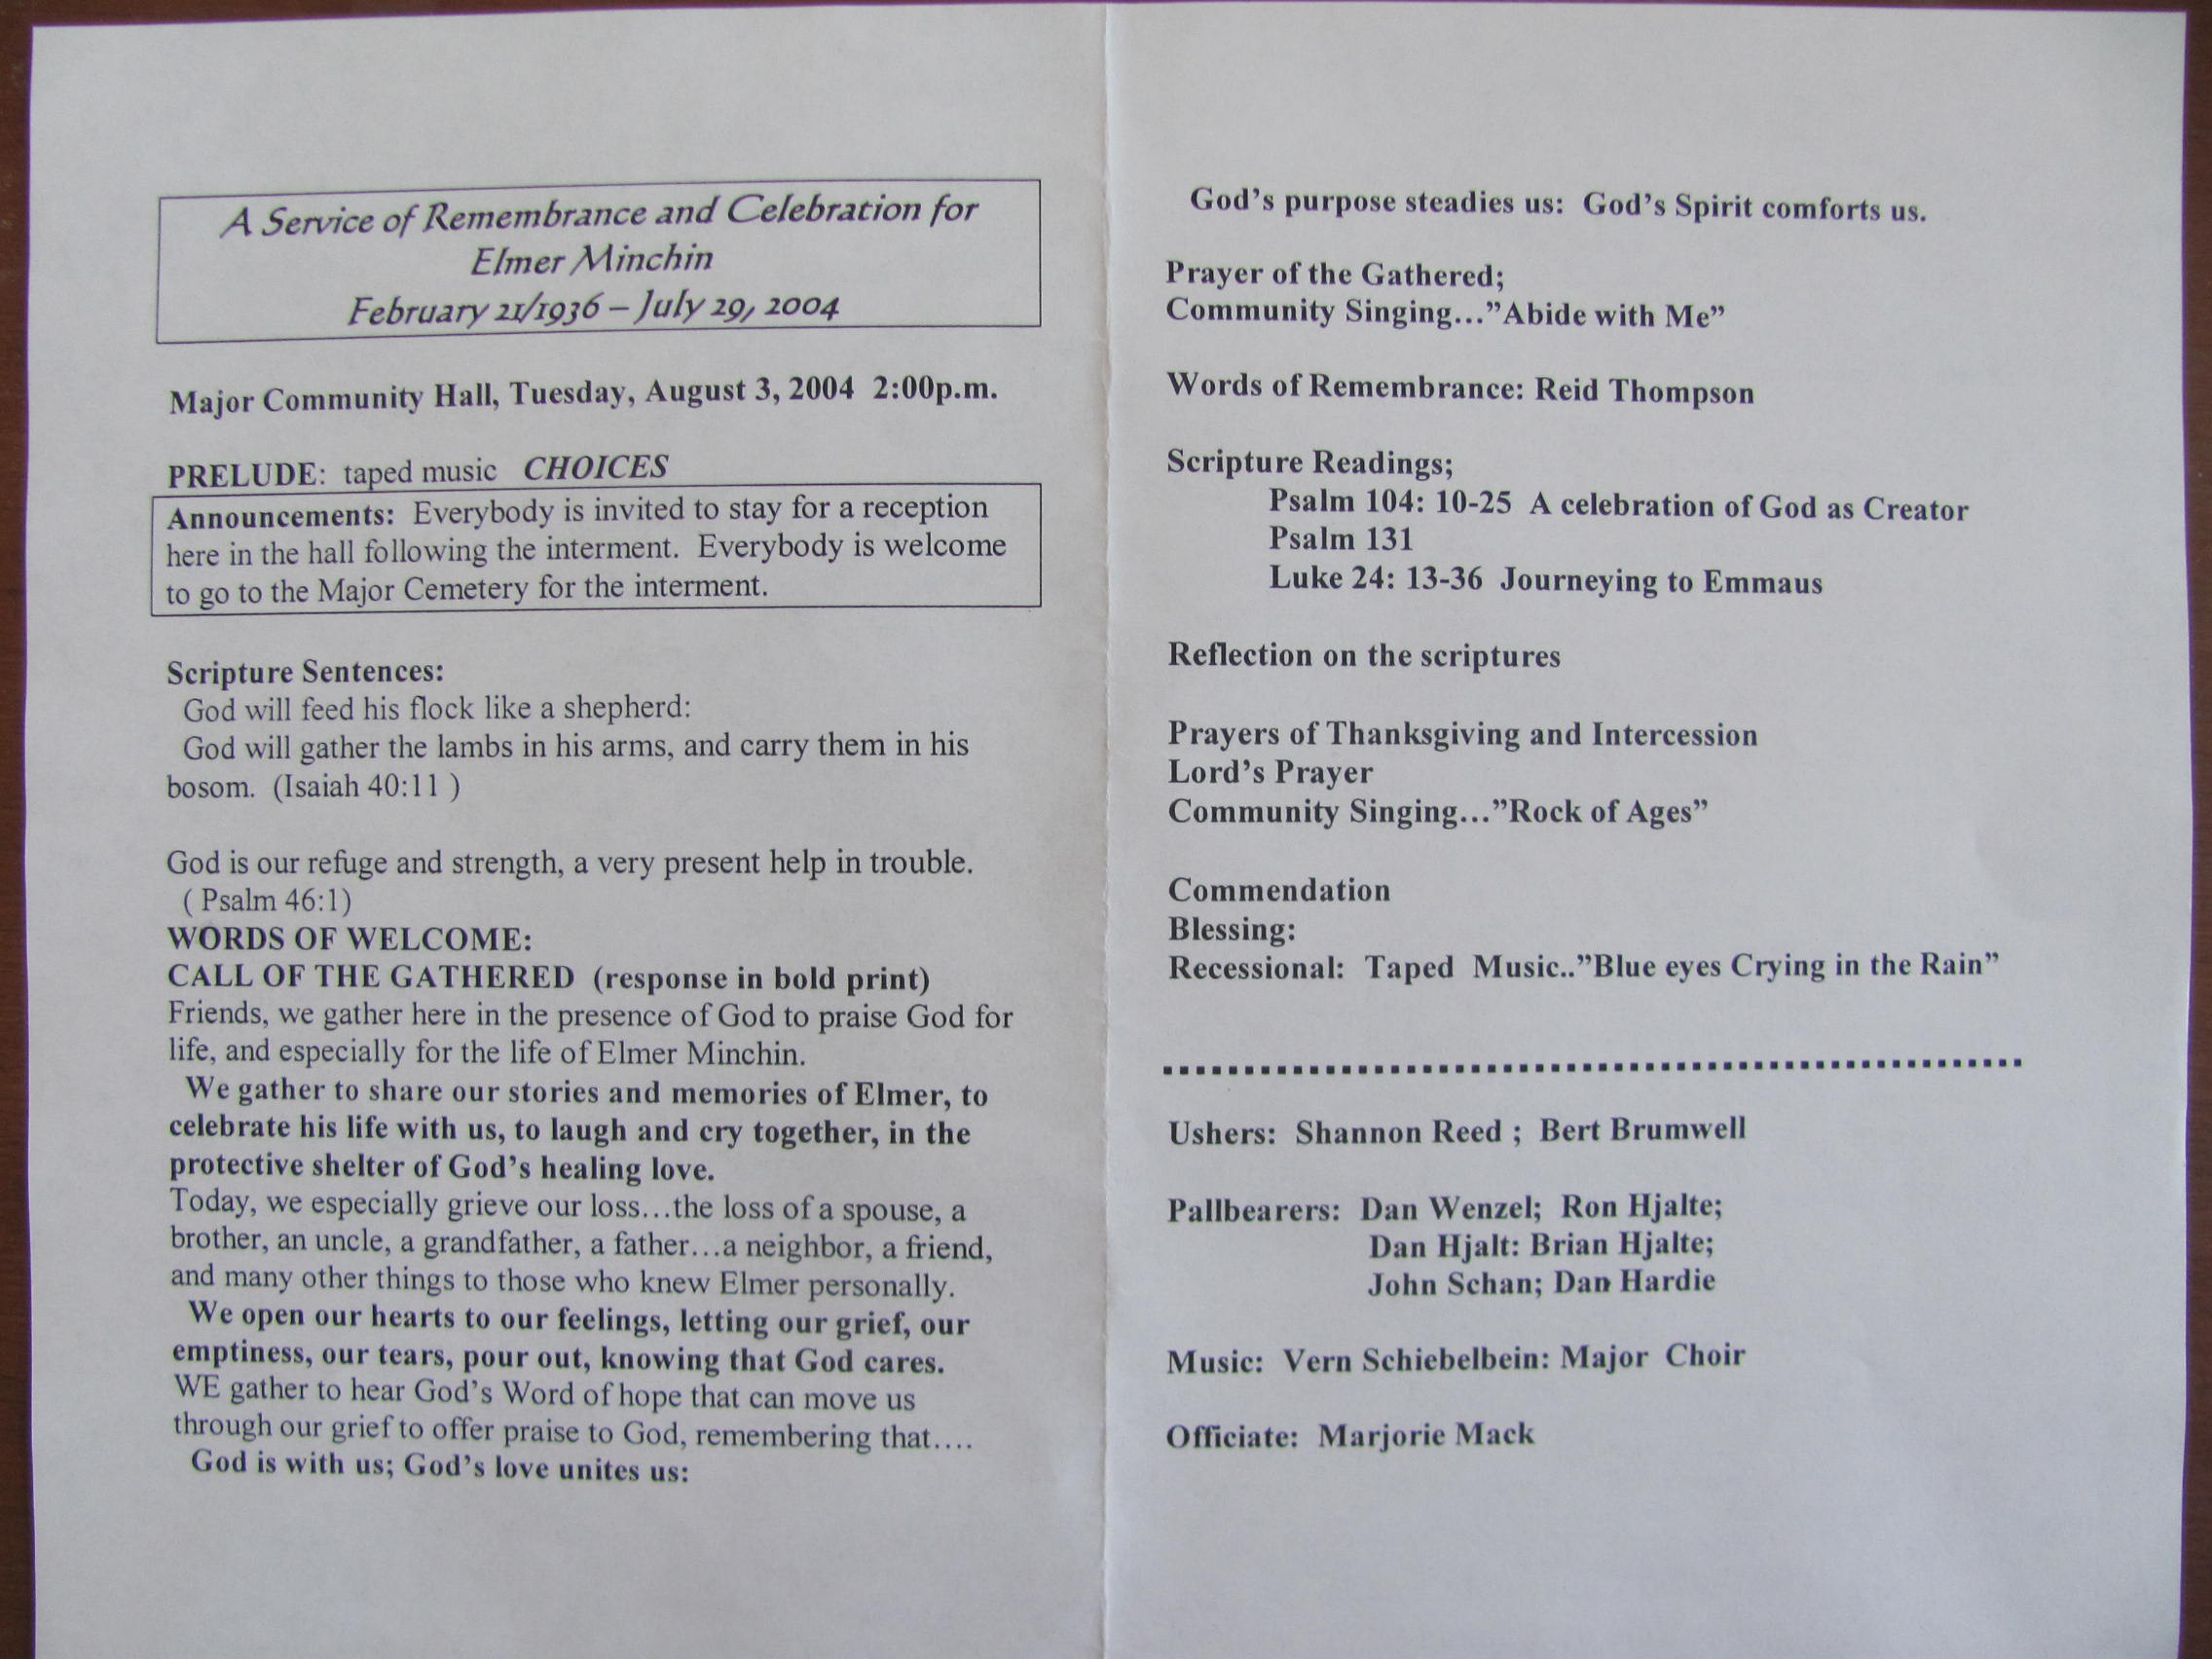 A Service of Remembrance and Celebration for
Elmer Minchin
February 21/1936 – July 29, 2004
Major Community Hall, Tuesday, August 3, 2004 2:00p.m.
PRELUDE: taped music CHOICES
Announcements: Everybody is invited to stay for a reception
here in the hall following the interment. Everybody is welcome
to go to the Major Cemetery for the interment.
Scripture Sentences:
God will feed his flock like a shepherd:
God will gather the lambs in his arms, and carry them in his
bosom. (Isaiah 40:11 )
God is our refuge and strength, a very present help in trouble.
( Psalm 46:1)
WORDS OF WELCOME:
CALL OF THE GATHERED (response in bold print)
Friends, we gather here in the presence of God to praise God for
life, and especially for the life of Elmer Minchin.
We gather to share our stories and memories of Elmer, to
celebrate his life with us, to laugh and cry together, in the
protective shelter of God's healing love.
Today, we especially grieve our loss…the loss of a spouse, a
brother, an uncle, a grandfather, a father…a neighbor, a friend,
and many other things to those who knew Elmer personally.
We open our hearts to our feelings, letting our grief, our
emptiness, our tears, pour out, knowing that God cares.
WE gather to hear God's Word of hope that can move us
through our grief to offer praise to God, remembering that….
God is with us; God's love unites us:
God's purpose steadies us: God's Spirit comforts us.
Prayer of the Gathered;
Community Singing…”Abide with Me”
Words of Remembrance: Reid Thompson
Scripture Readings;
Psalm 104: 10-25 A celebration of God as Creator
Psalm 131
Luke 24: 13-36 Journeying to Emmaus
Reflection on the scriptures
Prayers of Thanksgiving and Intercession
Lord's Prayer
Community Singing…”Rock of Ages”
Commendation
Blessing:
Recessional: Taped Music..”Blue eyes Crying in the Rain”
Ushers: Shannon Reed ; Bert Brumwell
Pallbearers: Dan Wenzel; Ron Hjalte;
Dan Hjalt: Brian Hjalte;
John Schan; Dan Hardie
Music: Vern Schiebelbein: Major Choir
Officiate: Marjorie Mack